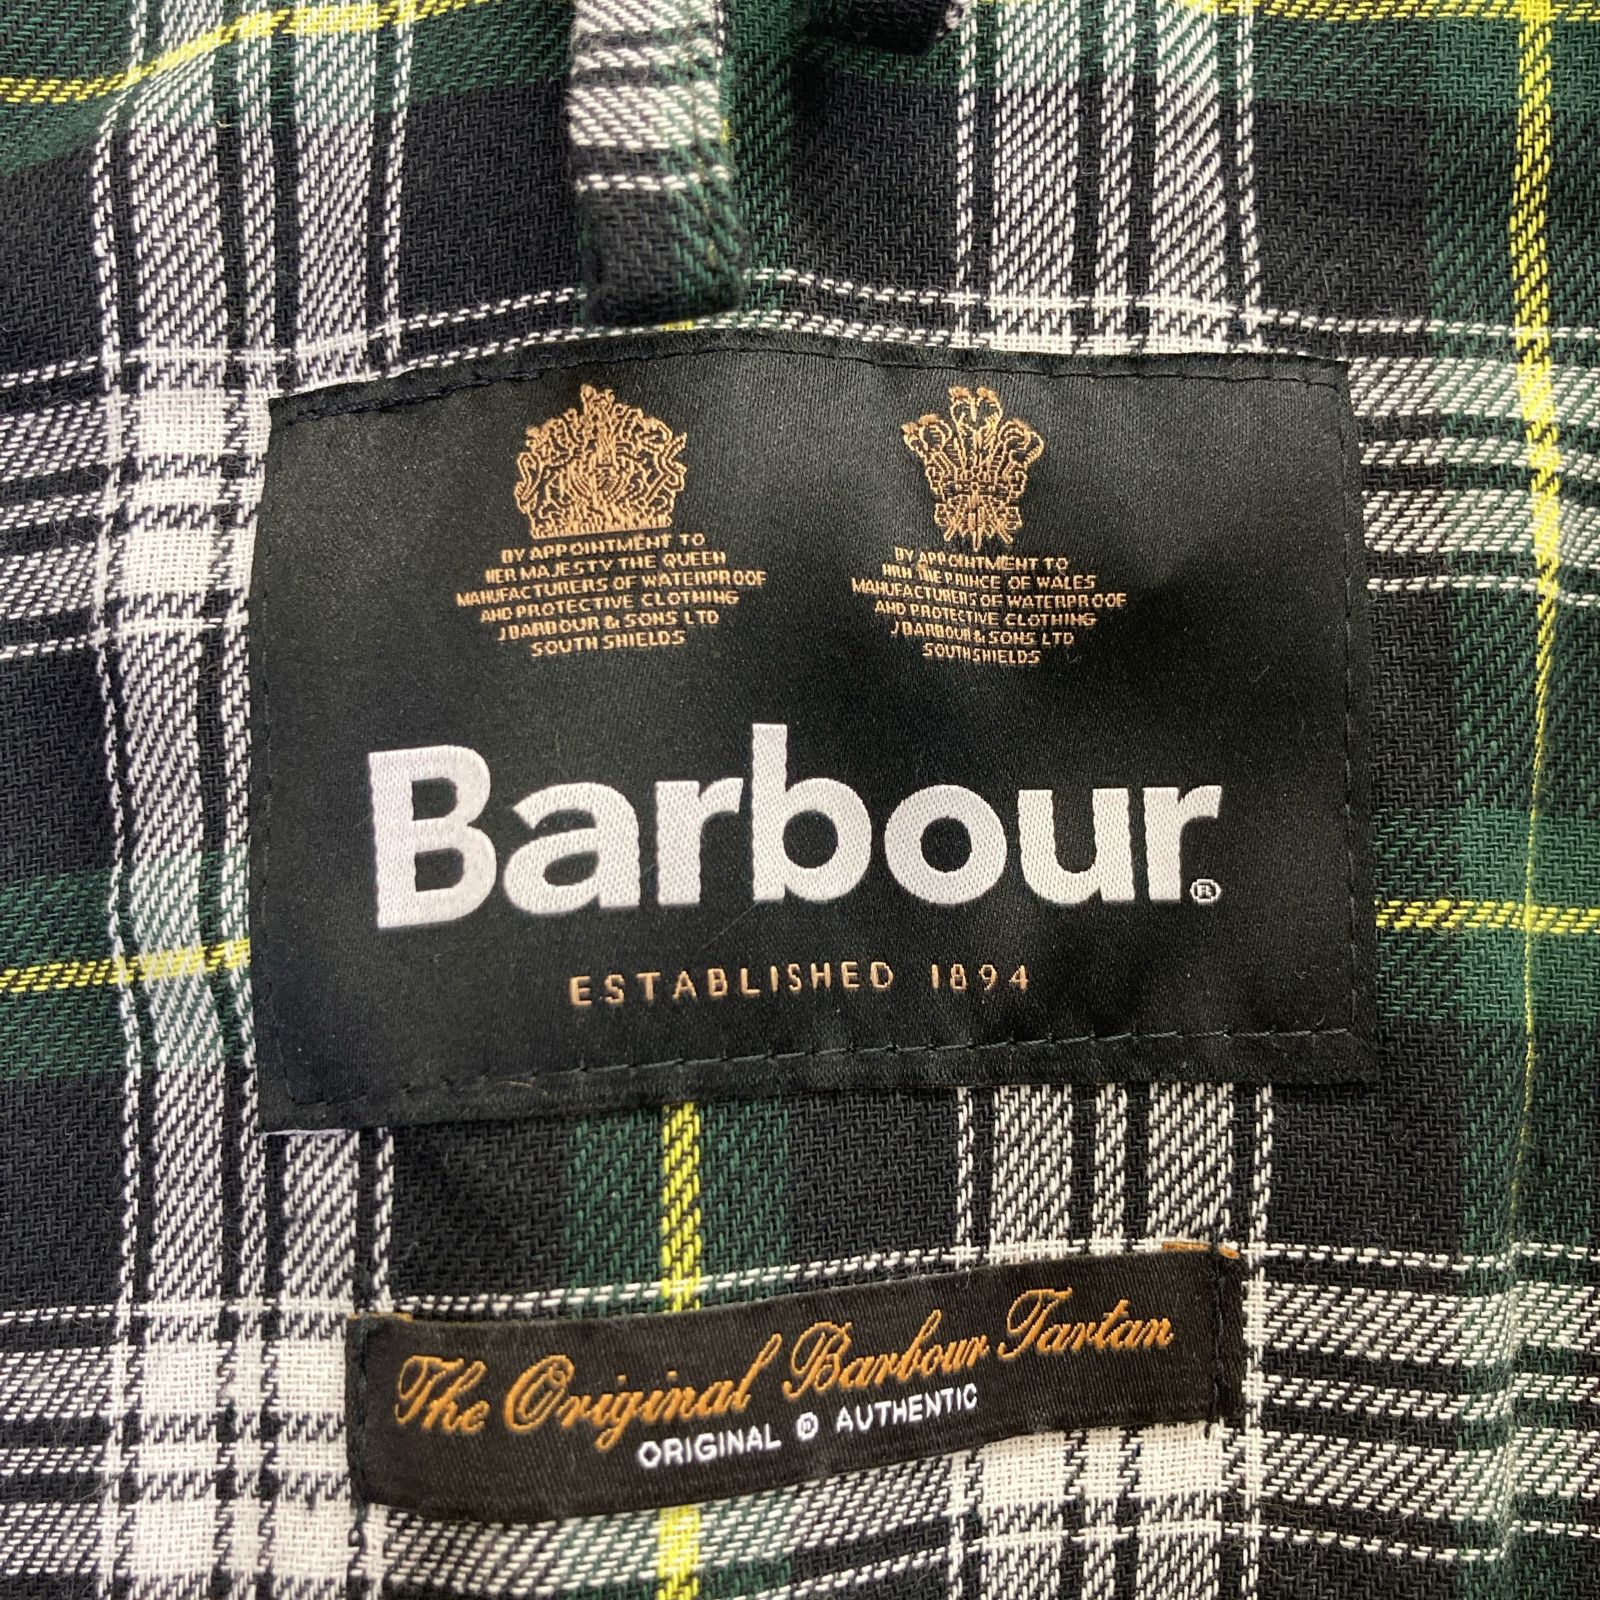 BY APPOINTMENT TO
HER MAJESTY THE QUEEN
MANUFACTURERS OF WATERPROOF
AND PROTECTIVE CLOTHING
J BARBOUR & SONS LTD
SOUTH SHIELDS
BY APPOINTMENT TO
HRH THE PRINCE OF WALES
MANUFACTURERS OF WATERPROOF
AND PROTECTIVE CLOTHING
J BARBOUR & SONS LTD
SOUTH SHIELDS
Barbour®
ESTABLISHED 1894
The Original Barbour Tartan
ORIGINAL ® AUTHENTIC